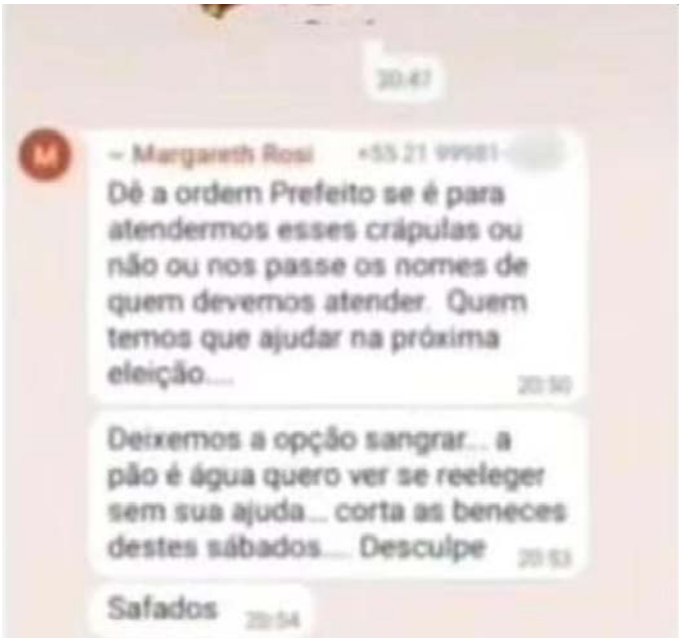 20:47
M
~ Margareth Rosi +55 21 99981-
Dê a ordem Prefeito se é para
atendermos esses crápulas ou
não ou nos passe os nomes de
quem devemos atender. Quem
temos que ajudar na próxima
eleição....
20:50
Deixemos a opção sangrar... a
pão é água quero ver se reeleger
sem sua ajuda... corta as beneces
destes sábados.... Desculpe
20:53
Safados
20:54